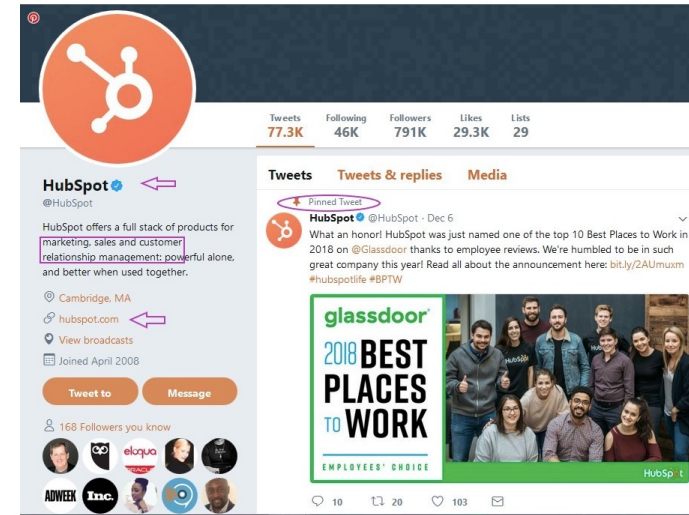 Tweets Following Followers Likes Lists
77.3K 46K 791K 29.3K 29
HubSpot
@HubSpot
HubSpot offers a full stack of products for
marketing, sales and customer
relationship management: powerful alone,
and better when used together.
Cambridge, MA
hubspot.com
View broadcasts
Joined April 2008
Tweet to Message
168 Followers you know
eloqua
ORACLE
ADWEEK Inc.
Tweets Tweets & replies Media
Pinned Tweet
HubSpot @HubSpot · Dec 6
What an honor! HubSpot was just named one of the top 10 Best Places to Work in
2018 on @Glassdoor thanks to employee reviews. We're humbled to be in such
great company this year! Read all about the announcement here: bit.ly/2AUmuxm
#hubspotlife #BPTW
glassdoor
2018 BEST
PLACES
TO WORK
EMPLOYEES' CHOICE
HubSpot
10 20 103